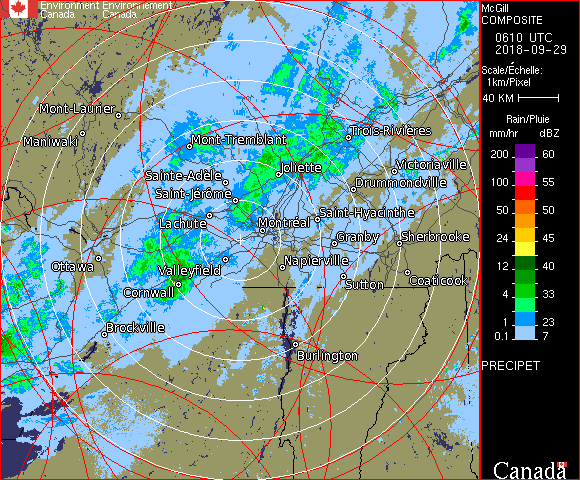 Environment Environnement
Canada Canada
McGill
COMPOSITE
0610 UTC
2018-09-29
Scale/Échelle:
1km/Pixel
40 KM
Rain/Pluie
mm/hr dBZ
200 60
100 55
75 53
50 50
24 45
12 40
4 33
1 23
0.1 7
PRECIPET
Canada
Mont-Laurier
Maniwaki
Mont-Tremblant
Trois-Rivières
Sainte-Adèle
Joliette
Victoriaville
Saint-Jérôme
Drummondville
Lachute
Montréal
Saint-Hyacinthe
Granby
Sherbrooke
Ottawa
Valleyfield
Napierville
Cornwall
Sutton
Coaticook
Brockville
Burlington